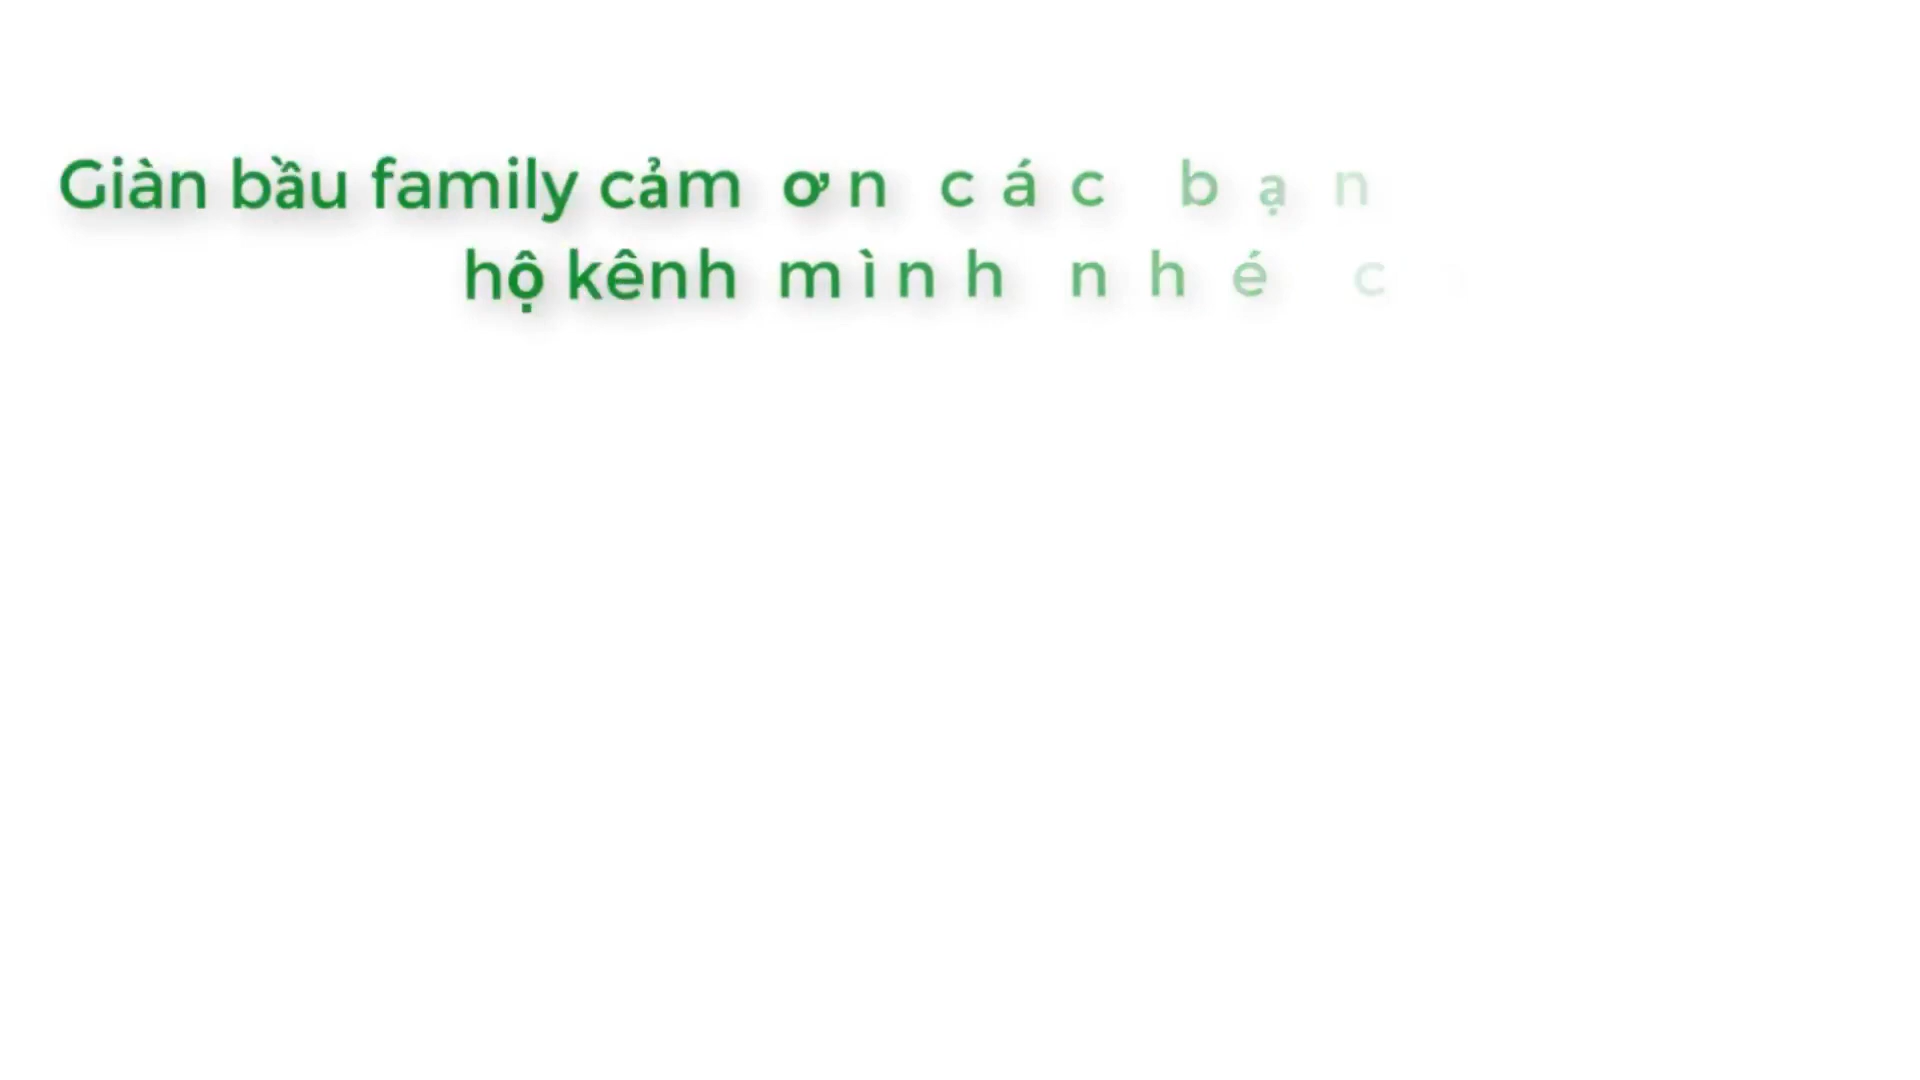 Giàn bầu family cảm ơn các bạn
hộ kênh mình nhé